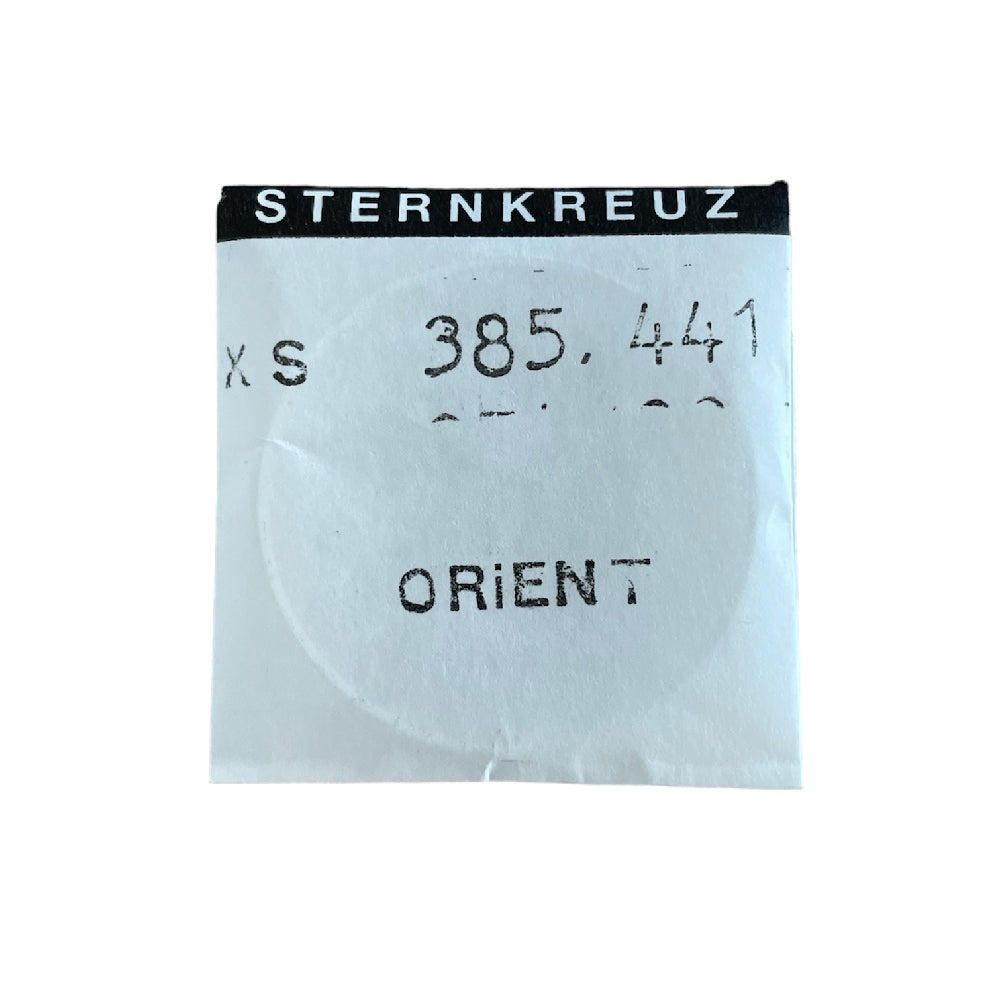 STERNKREUZ
XS 385.441
ORiENT